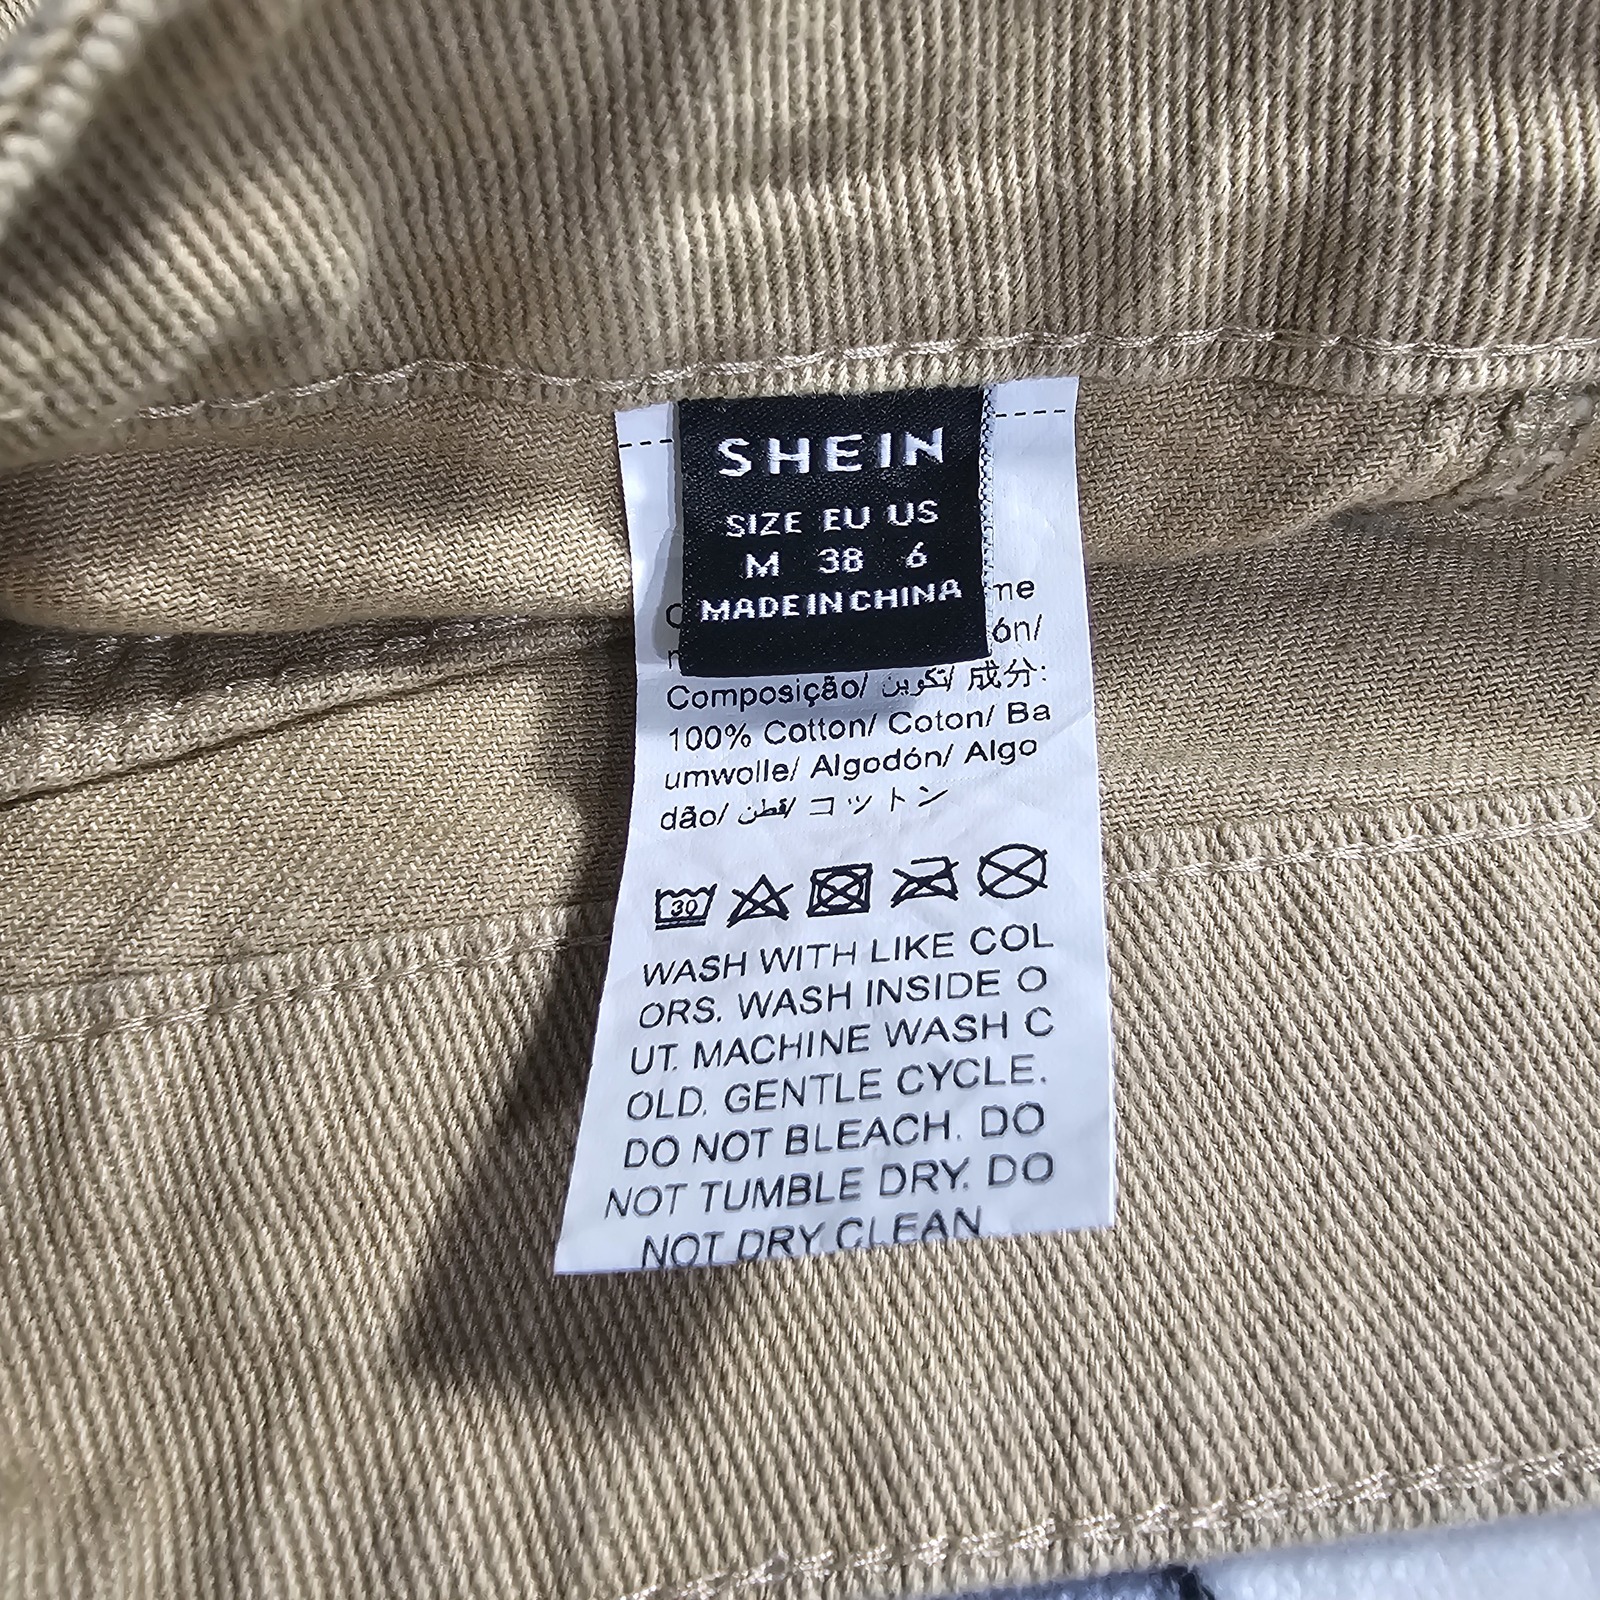 SHEIN
SIZE EU US
M 38 6
MADE IN CHINA
Composição/ تكوين/ 成分:
100% Cotton/ Coton/ Ba
umwolle/ Algodón/ Algo
dão/ قطن/ コットン
30
WASH WITH LIKE COL
ORS. WASH INSIDE O
UT. MACHINE WASH C
OLD. GENTLE CYCLE.
DO NOT BLEACH. DO
NOT TUMBLE DRY. DO
NOT DRY CLEAN